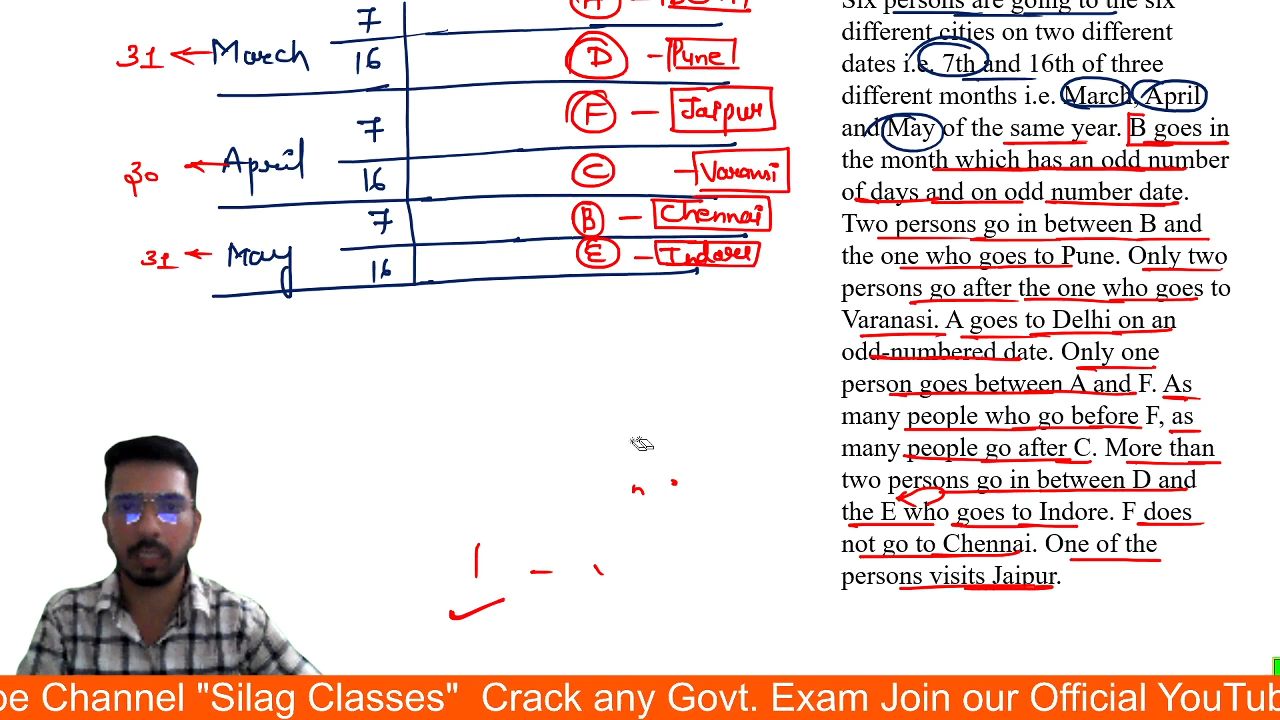 7
A
31 ← March 16 D - Pune
F - Jaipur
7
30 ← April 16 C - Varansi
7 B - Chennai
31 ← May E - Indore
16
Six persons are going to the six
different cities on two different
dates i.e. 7th and 16th of three
different months i.e. March, April
and May of the same year. B goes in
the month which has an odd number
of days and on odd number date.
Two persons go in between B and
the one who goes to Pune. Only two
persons go after the one who goes to
Varanasi. A goes to Delhi on an
odd-numbered date. Only one
person goes between A and F. As
many people who go before F, as
many people go after C. More than
two persons go in between D and
the E who goes to Indore. F does
not go to Chennai. One of the
persons visits Jaipur.
be Channel "Silag Classes" Crack any Govt. Exam Join our Official YouTub